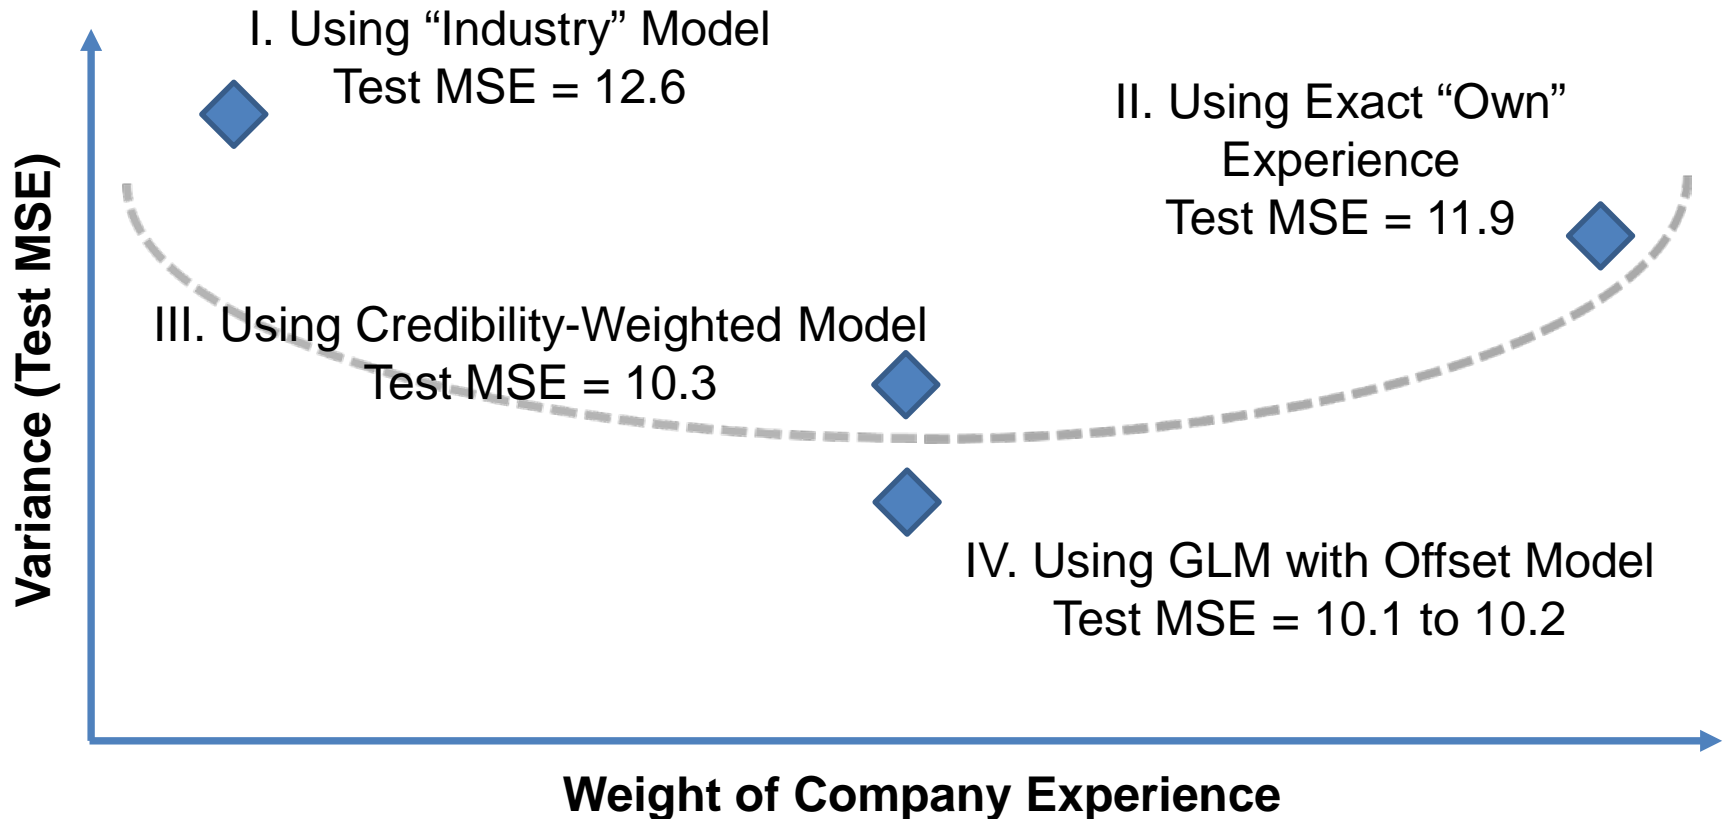 I. Using “Industry” Model
Test MSE = 12.6
II. Using Exact “Own”
Experience
Test MSE = 11.9
III. Using Credibility-Weighted Model
Test MSE = 10.3
IV. Using GLM with Offset Model
Test MSE = 10.1 to 10.2
Variance (Test MSE)
Weight of Company Experience